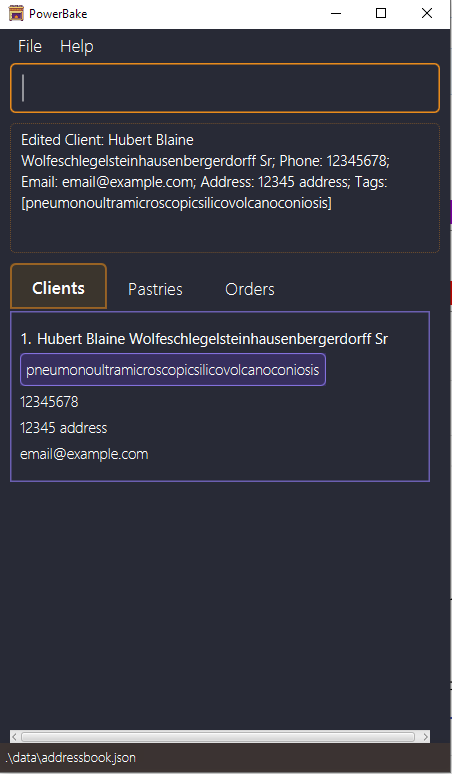 PowerBake
File Help
Edited Client: Hubert Blaine
Wolfeschlegelsteinhausenbergerdorff Sr; Phone: 12345678;
Email: email@example.com; Address: 12345 address; Tags:
[pneumonoultramicroscopicsilicovolcanoconiosis]
Clients Pastries Orders
1. Hubert Blaine Wolfeschlegelsteinhausenbergerdorff Sr
pneumonoultramicroscopicsilicovolcanoconiosis
12345678
12345 address
email@example.com
.\data\addressbook.json